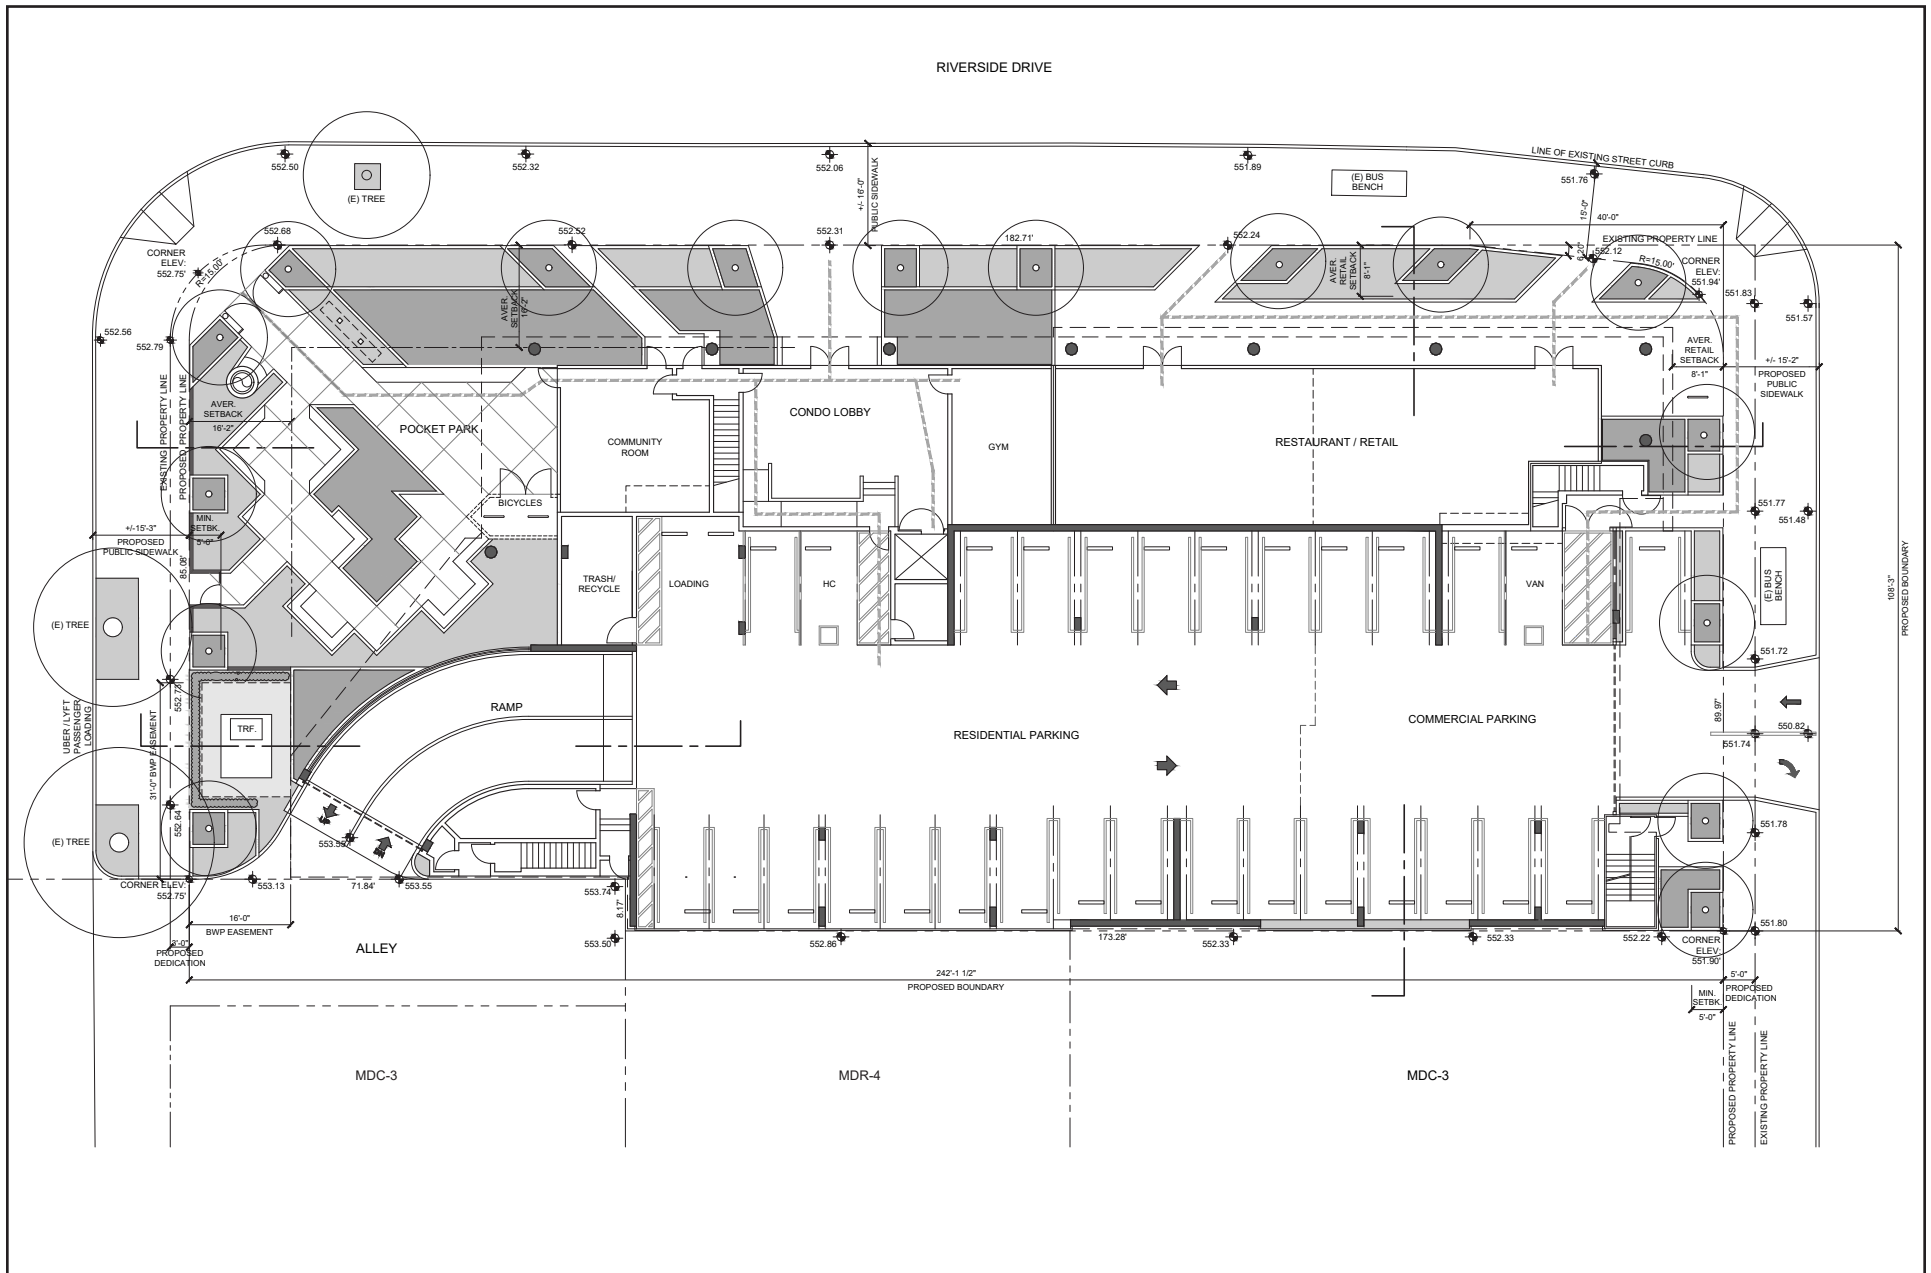 RIVERSIDE DRIVE
LINE OF EXISTING STREET CURB
552.50
552.32
552.06
551.89
551.76
(E) TREE
+/- 16'-0"
PUBLIC SIDEWALK
(E) BUS
BENCH
15'-0"
40'-0"
552.68
552.52
552.31
182.71'
552.24
EXISTING PROPERTY LINE
6.20'
552.12
CORNER
ELEV:
552.75'
R=15.00'
AVER.
SETBACK
16'-2"
AVER.
RETAIL
SETBACK
8'-1"
R=15.00'
CORNER
ELEV:
551.94'
551.83
551.57
552.56
552.79
AVER.
RETAIL
SETBACK
8'-1"
+/- 15'-2"
PROPOSED
PUBLIC
SIDEWALK
EXISTING PROPERTY LINE
PROPOSED PROPERTY LINE
AVER.
SETBACK
16'-2"
POCKET PARK
COMMUNITY
ROOM
CONDO LOBBY
GYM
RESTAURANT / RETAIL
BICYCLES
MIN.
SETBK.
5'-0"
+/-15'-3"
PROPOSED
PUBLIC SIDEWALK
85.08'
551.77
551.48
TRASH/
RECYCLE
LOADING
HC
VAN
(E) BUS
BENCH
108'-3"
PROPOSED BOUNDARY
(E) TREE
551.72
552.73
UBER / LYFT
PASSENGER
LOADING
31'-0" BWP EASEMENT
TRF.
RAMP
RESIDENTIAL PARKING
COMMERCIAL PARKING
89.97'
550.82
551.74
552.64
(E) TREE
553.55
551.78
CORNER ELEV:
552.75'
553.13
71.84'
553.55
553.74
8.17'
553.50
552.86
173.28'
552.33
552.33
552.22
551.80
CORNER
ELEV:
551.90'
16'-0"
BWP EASEMENT
3'-0"
PROPOSED
DEDICATION
ALLEY
242'-1 1/2"
PROPOSED BOUNDARY
5'-0"
PROPOSED
DEDICATION
MIN.
SETBK.
5'-0"
MDC-3
MDR-4
MDC-3
PROPOSED PROPERTY LINE
EXISTING PROPERTY LINE